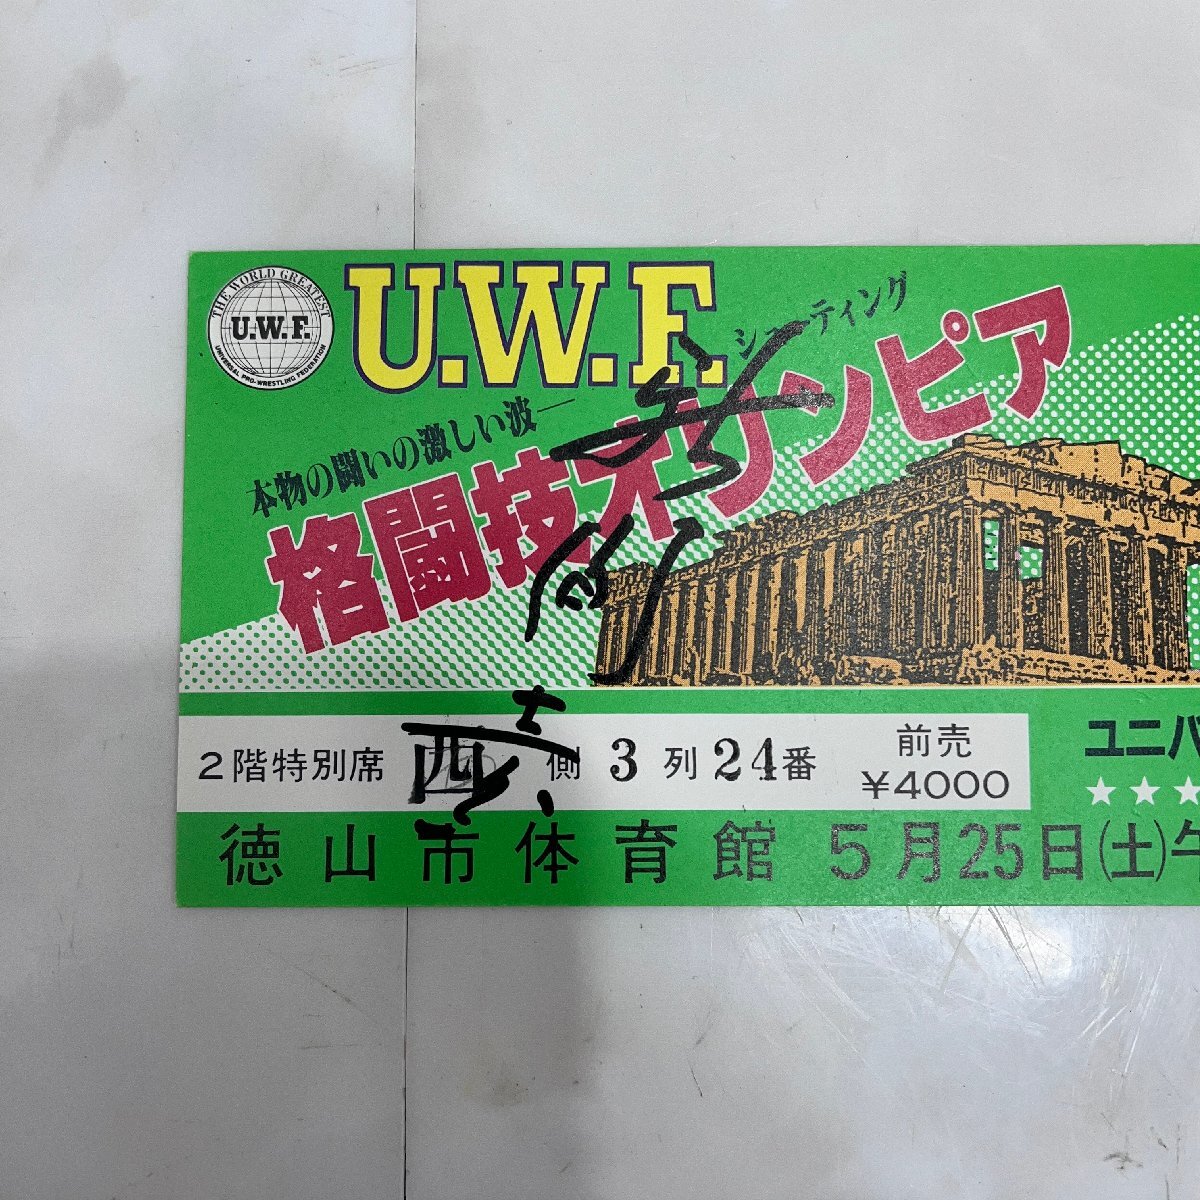 THE WORLD GREATEST
U.W.F.
UNIVERSAL PRO-WRESTLING FEDERATION
U.W.F.
シューティング
本物の闘いの激しい波—
格闘技オリンピア
2階特別席 西 側 3 列 24 番
前売
¥4000
ユニバ
★★★
徳山市体育館 5月25日(土)午